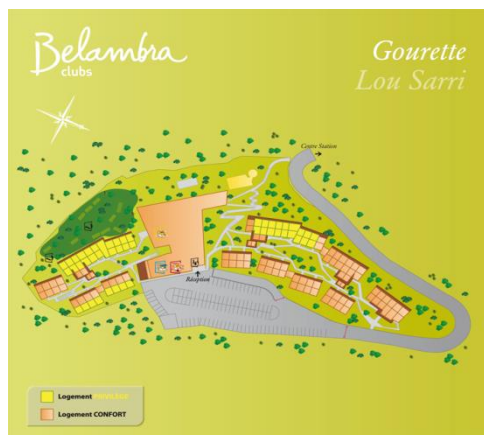 Belambra
clubs
Gourette
Lou Sarri
Centre Station
Réception
Logement
Logement CONFORT